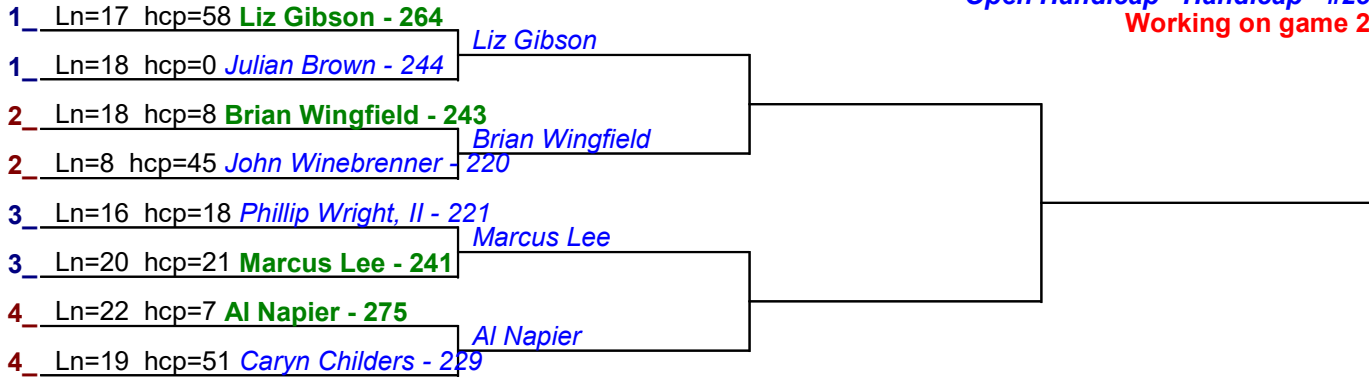 Working on game 2
1_ Ln=17 hcp=58 Liz Gibson - 264
Liz Gibson
1_ Ln=18 hcp=0 Julian Brown - 244
2_ Ln=18 hcp=8 Brian Wingfield - 243
Brian Wingfield
2_ Ln=8 hcp=45 John Winebrenner - 220
3_ Ln=16 hcp=18 Phillip Wright, II - 221
Marcus Lee
3_ Ln=20 hcp=21 Marcus Lee - 241
4_ Ln=22 hcp=7 Al Napier - 275
Al Napier
4_ Ln=19 hcp=51 Caryn Childers - 229